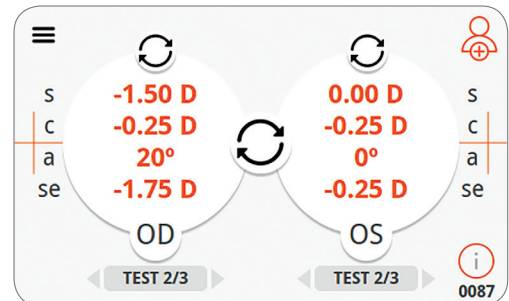 s -1.50 D 0.00 D s
c -0.25 D -0.25 D c
a 20º 0º a
se -1.75 D -0.25 D se
OD OS
TEST 2/3 TEST 2/3
i
0087